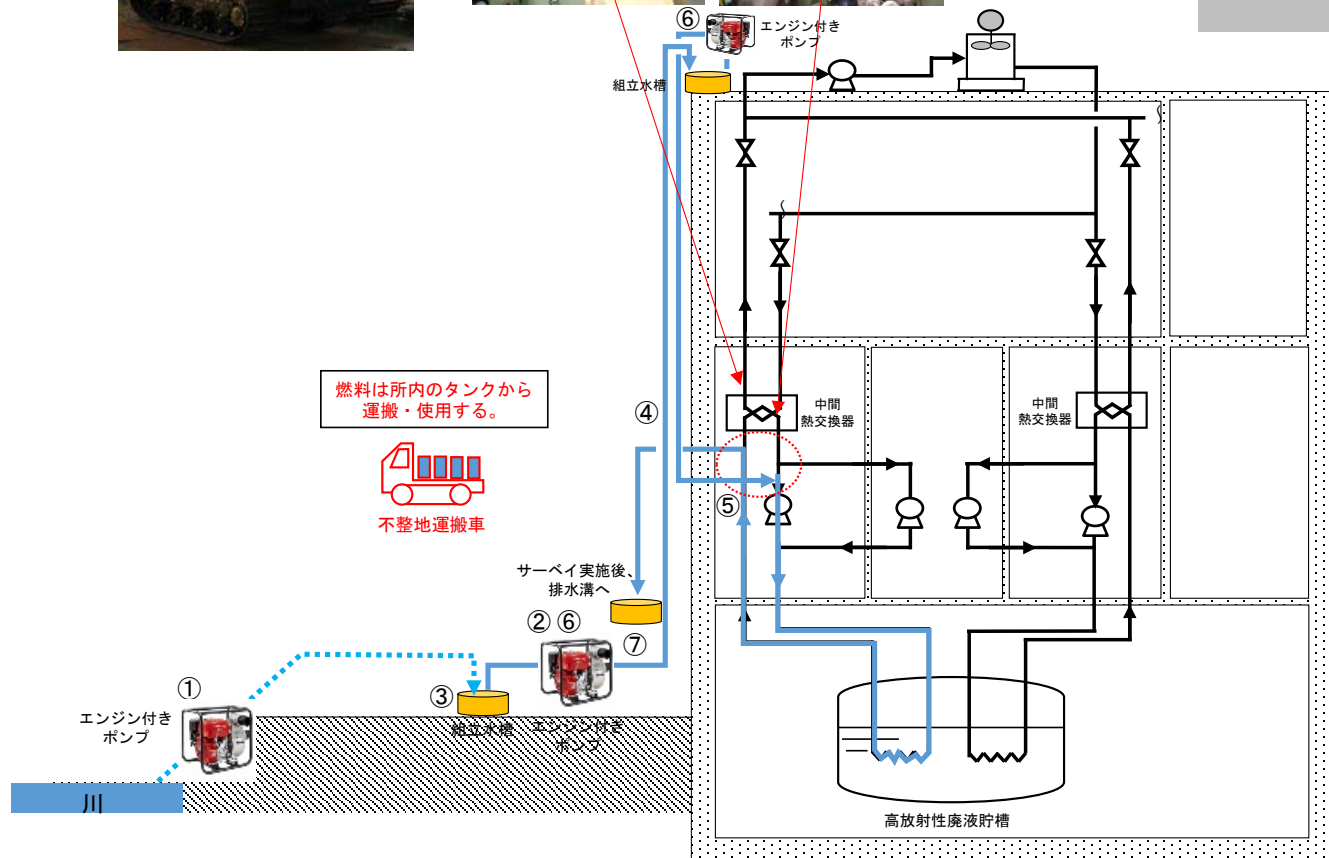 ⑥
エンジン付き
ポンプ
組立水槽
燃料は所内のタンクから
運搬・使用する。
不整地運搬車
④
中間
熱交換器
中間
熱交換器
⑤
サーベイ実施後、
排水溝へ
② ⑥
⑦
①
③
エンジン付き
ポンプ
組立水槽
エンジン付き
ポンプ
川
高放射性廃液貯槽